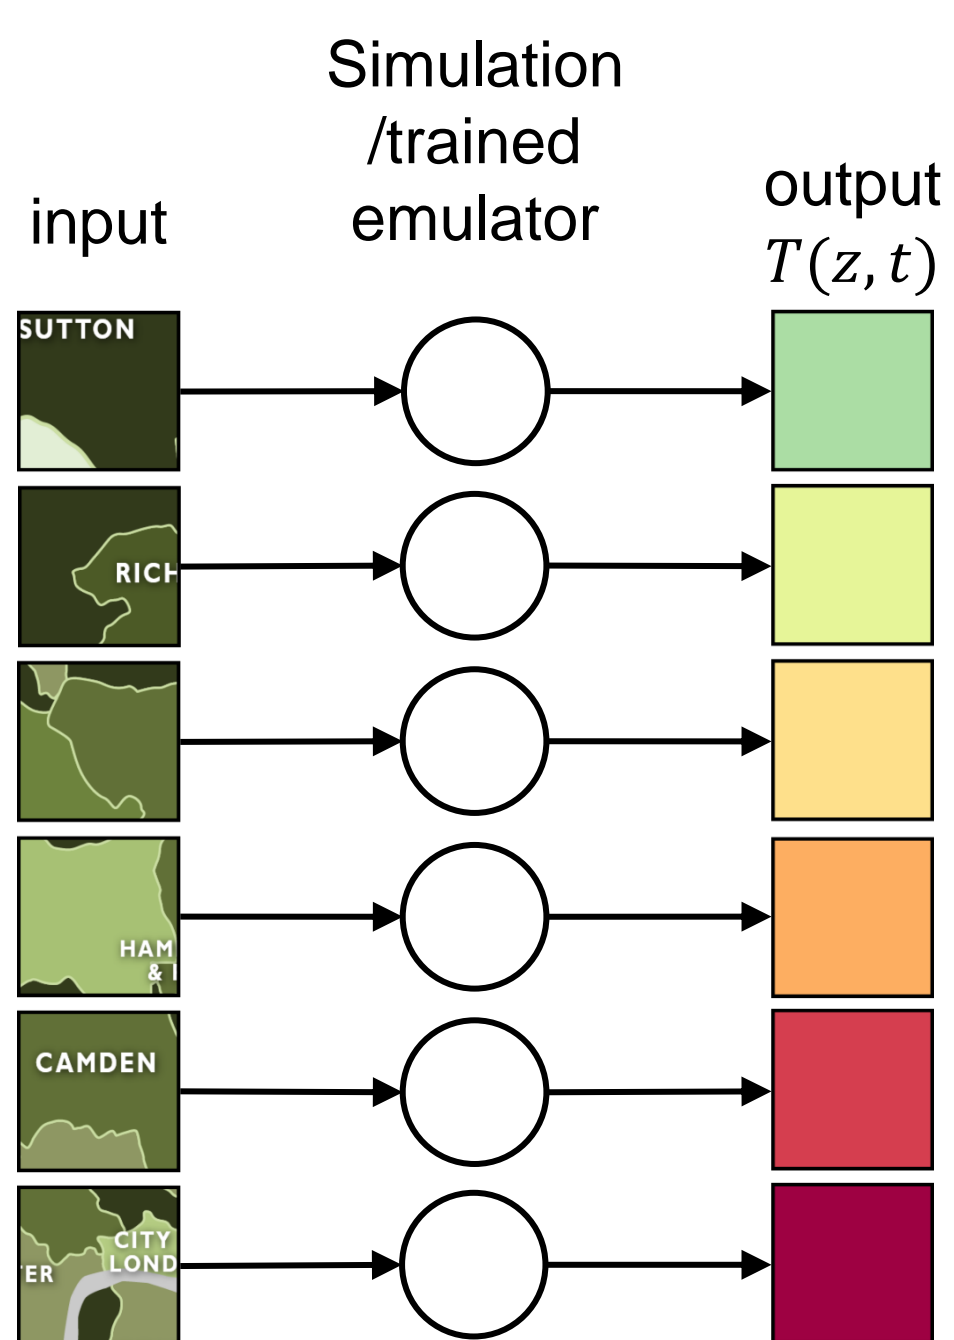 Simulation
/trained
emulator
input
output
T(z, t)
SUTTON
RICH
HAM
& I
CAMDEN
CITY
LOND
ER